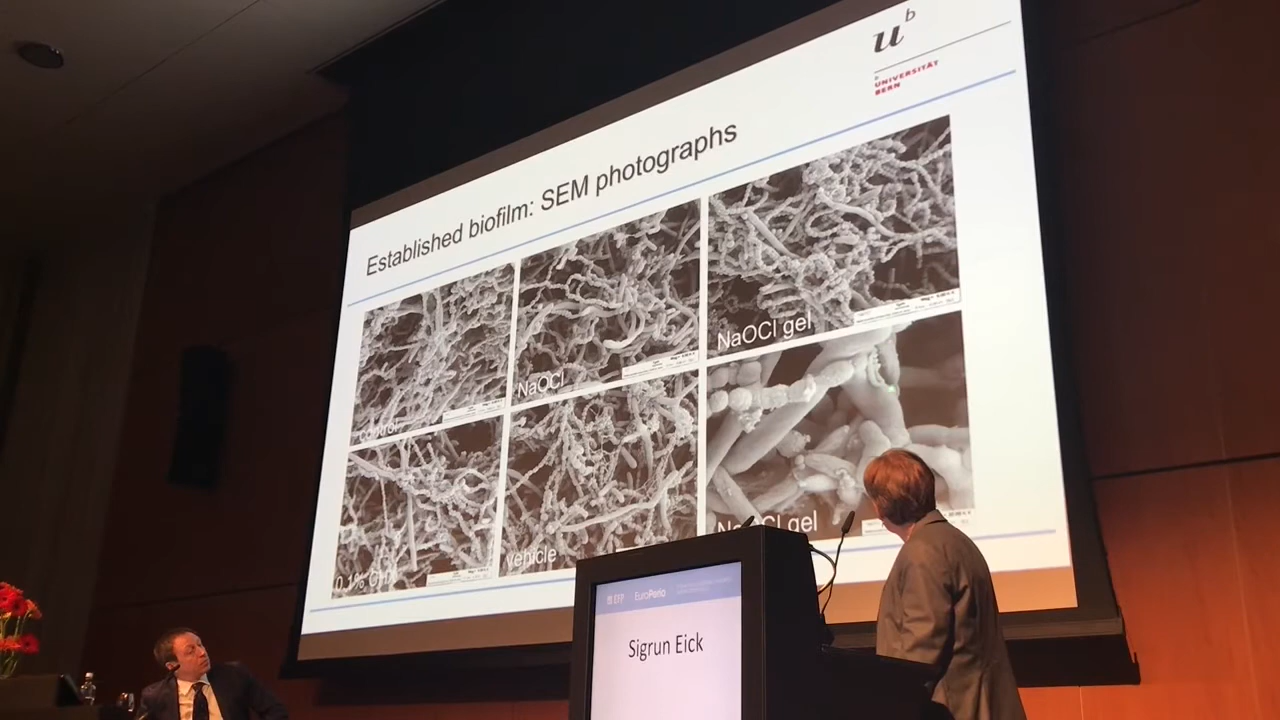 u b
b
UNIVERSITÄT
BERN
Established biofilm: SEM photographs
control
NaOCl
NaOCl gel
0.1% CHX
vehicle
NaOCl gel
EFP
EuroPerio
Sigrun Eick